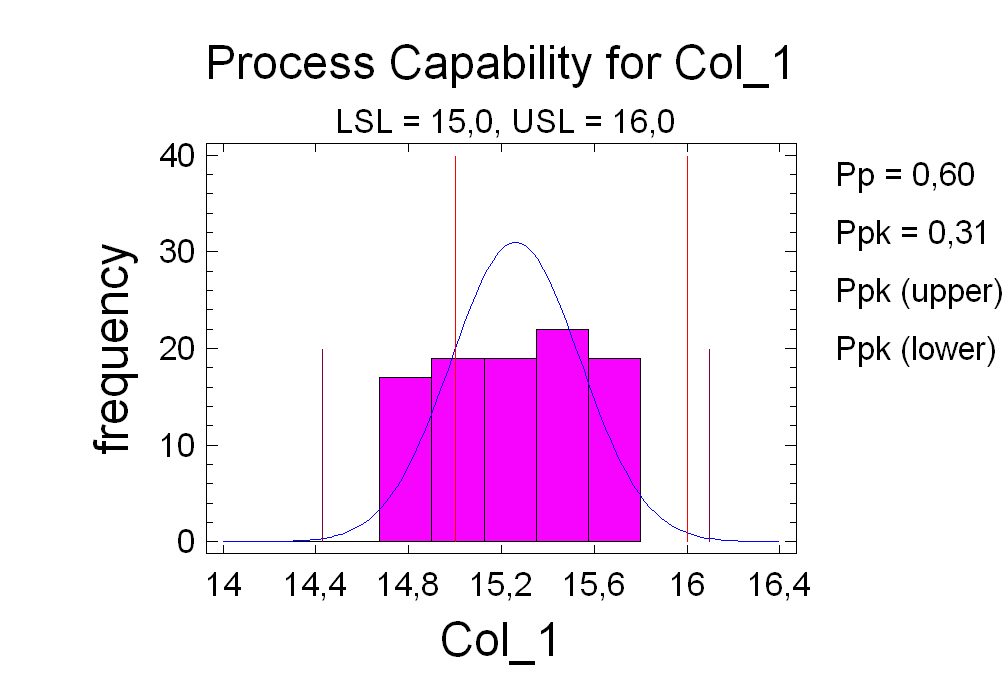 Process Capability for Col_1
LSL = 15,0, USL = 16,0
40
30
20
10
0
frequency
14
14,4
14,8
15,2
15,6
16
16,4
Col_1
Pp = 0,60
Ppk = 0,31
Ppk (upper)
Ppk (lower)